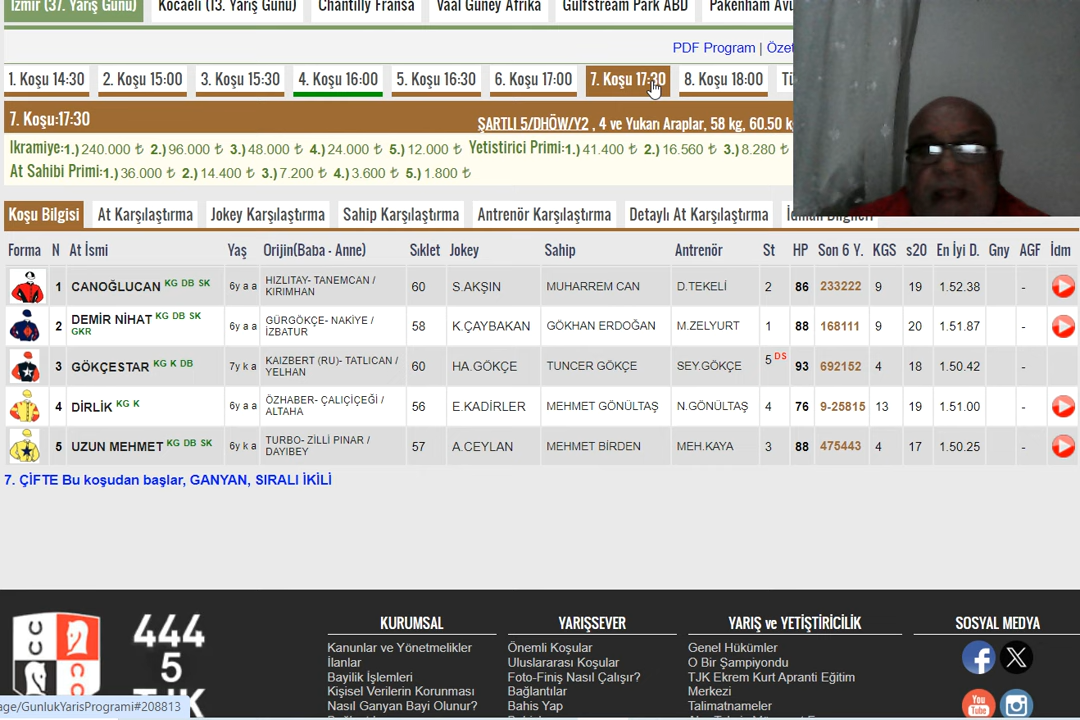 İzmir (37. Yarış Günü) Kocaeli (13. Yarış Günü) Chantilly Fransa Vaal Güney Afrika Gulfstream Park ABD Pakenham
PDF Program |
1. Koşu 14:30 2. Koşu 15:00 3. Koşu 15:30 4. Koşu 16:00 5. Koşu 16:30 6. Koşu 17:00 7. Koşu 17:30 8. Koşu 18:00
7. Koşu:17:30
ŞARTLI 5/DHÖW/Y2 , 4 ve Yukarı Araplar, 58 kg, 60.50
Ikramiye:1.) 240.000 ₺ 2.) 96.000 ₺ 3.) 48.000 ₺ 4.) 24.000 ₺ 5.) 12.000 ₺ Yetistirici Primi:1.) 41.400 ₺ 2.) 16.560 ₺ 3.) 8.280 ₺
At Sahibi Primi:1.) 36.000 ₺ 2.) 14.400 ₺ 3.) 7.200 ₺ 4.) 3.600 ₺ 5.) 1.800 ₺
Koşu Bilgisi At Karşılaştırma Jokey Karşılaştırma Sahip Karşılaştırma Antrenör Karşılaştırma Detaylı At Karşılaştırma İdman Bilgileri
Forma N At İsmi Yaş Orijin(Baba - Anne) Sıklet Jokey Sahip Antrenör St HP Son 6 Y. KGS s20 En İyi D. Gny AGF İdm
1 CANOĞLUCAN KG DB SK 6y a a HIZLITAY- TANEMCAN / KIRIMHAN 60 S.AKŞIN MUHARREM CAN D.TEKELİ 2 86 233222 9 19 1.52.38 -
2 DEMİR NİHAT KG DB SK GKR 6y a a GÜRGÖKÇE- NAKİYE / İZBATUR 58 K.ÇAYBAKAN GÖKHAN ERDOĞAN M.ZELYURT 1 88 168111 9 20 1.51.87 -
3 GÖKÇESTAR KG K DB 7y k a KAIZBERT (RU)- TATLICAN / YELHAN 60 HA.GÖKÇE TUNCER GÖKÇE SEY.GÖKÇE 5 DS 93 692152 4 18 1.50.42 -
4 DİRLİK KG K 6y a a ÖZHABER- ÇALIÇİÇEĞİ / ALTAHA 56 E.KADİRLER MEHMET GÖNÜLTAŞ N.GÖNÜLTAŞ 4 76 9-25815 13 19 1.51.00 -
5 UZUN MEHMET KG DB SK 6y k a TURBO- ZİLLİ PINAR / DAYIBEY 57 A.CEYLAN MEHMET BİRDEN MEH.KAYA 3 88 475443 4 17 1.50.25 -
7. ÇİFTE Bu koşudan başlar, GANYAN, SIRALI İKİLİ
444
5
TJK
KURUMSAL
Kanunlar ve Yönetmelikler
İlanlar
Bayilik İşlemleri
Kişisel Verilerin Korunması
Nasıl Ganyan Bayi Olunur?
YARIŞSEVER
Önemli Koşular
Uluslararası Koşular
Foto-Finiş Nasıl Çalışır?
Bağlantılar
Bahis Yap
YARIŞ ve YETİŞTİRİCİLİK
Genel Hükümler
O Bir Şampiyondu
TJK Ekrem Kurt Apranti Eğitim
Merkezi
Talimatnameler
SOSYAL MEDYA
You
Tube
age/GunlukYarisProgrami#208813